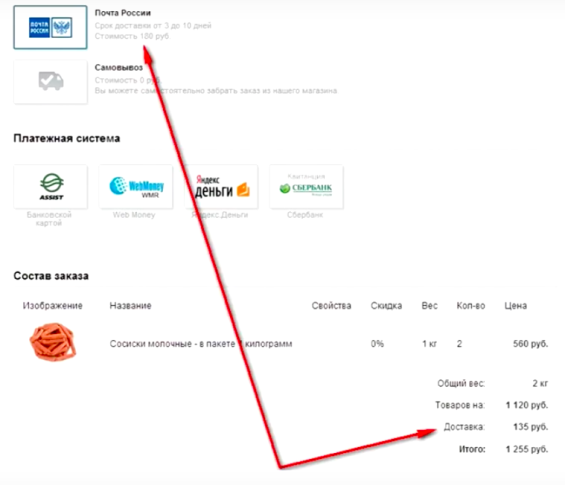 ПОЧТА РОССИИ
Почта России
Срок доставки от 3 до 10 дней
Стоимость руб.
Самовывоз
Стоимость 0 руб.
Вы можете самостоятельно забрать заказ из нашего магазина
Платежная система
ASSIST
WebMoney
WMR
Яндекс
деньги
СБЕРБАНК
Банковской картой
Web Money
Яндекс.Деньги
Сбербанк
Состав заказа
Изображение Название Свойства Скидка Вес Кол-во Цена
Сосиски молочные - в пакете килограмм 0% 1 кг 2 560 руб.
Общий вес: 2 кг
Товаров на: 1 120 руб.
Доставка: 135 руб.
Итого: 1 255 руб.